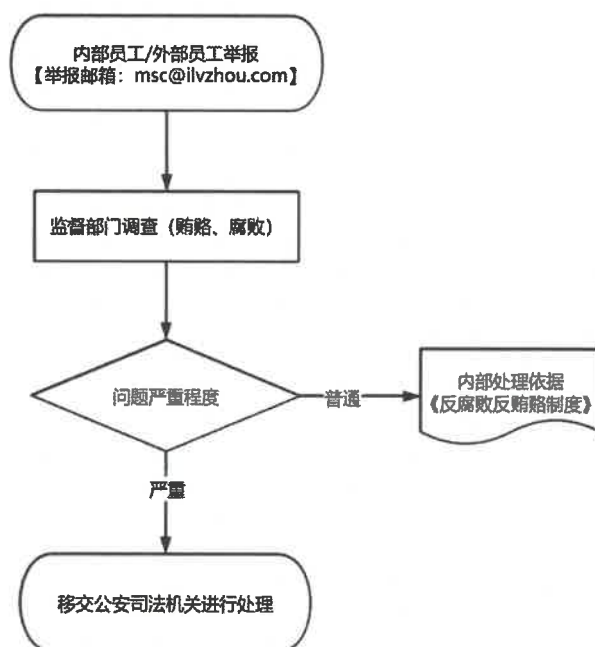 内部员工/外部员工举报
【举报邮箱：msc@ilvzhou.com】
监督部门调查（贿赂、腐败）
问题严重程度
普通
内部处理依据
《反腐败反贿赂制度》
严重
移交公安司法机关进行处理